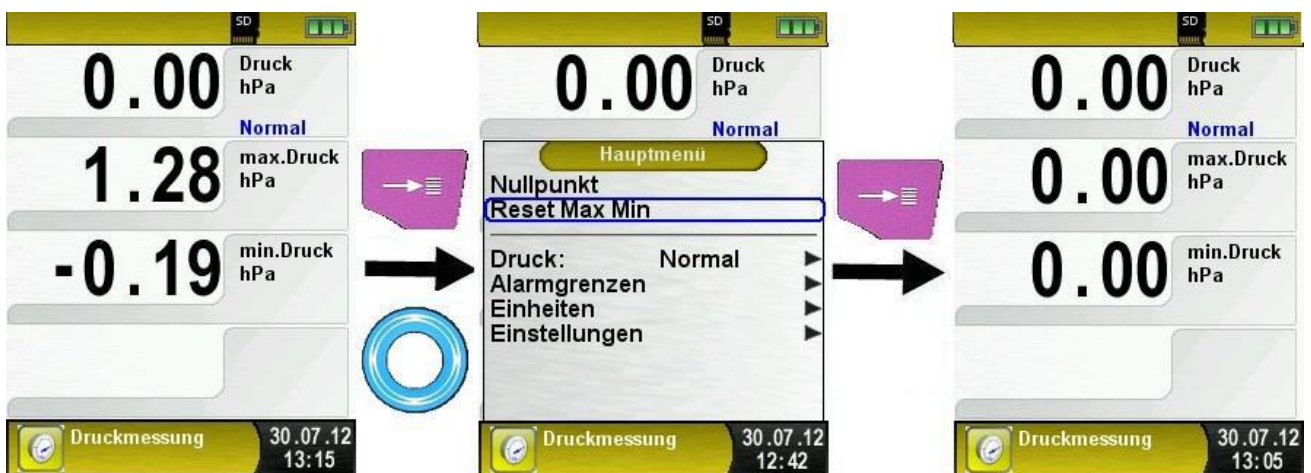 SD
0.00 Druck
hPa
Normal
1.28 max.Druck
hPa
-0.19 min.Druck
hPa
Druckmessung 30.07.12
13:15
SD
0.00 Druck
hPa
Normal
Hauptmenü
Nullpunkt
Reset Max Min
Druck: Normal
Alarmgrenzen
Einheiten
Einstellungen
Druckmessung 30.07.12
12:42
SD
0.00 Druck
hPa
Normal
0.00 max.Druck
hPa
0.00 min.Druck
hPa
Druckmessung 30.07.12
13:05